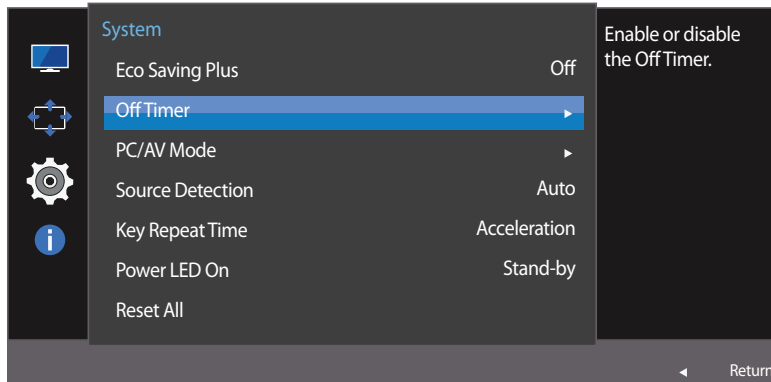 System
Eco Saving Plus Off
Off Timer ►
PC/AV Mode ►
Source Detection Auto
Key Repeat Time Acceleration
Power LED On Stand-by
Reset All
Enable or disable
the Off Timer.
◄ Return